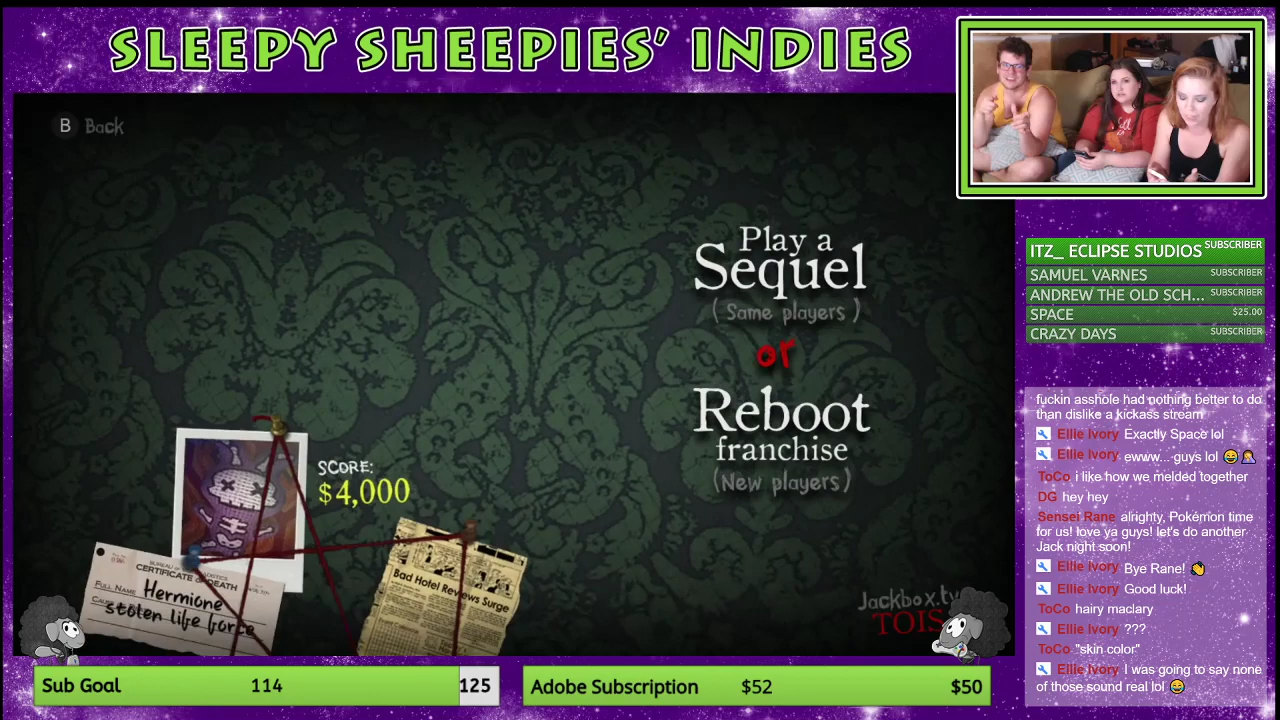 SLEEPY SHEEPIES' INDIES
B Back
Play a
Sequel
( Same players )
or
Reboot
franchise
(New players)
SCORE:
$4,000
CERTIFICATE OF DEATH
FULL NAME Hermione
stolen life force
Bad Hotel Reviews Surge
Jackbox.tv
TOIS
ITZ_ ECLIPSE STUDIOS SUBSCRIBER
SAMUEL VARNES SUBSCRIBER
ANDREW THE OLD SCH... SUBSCRIBER
SPACE $25.00
CRAZY DAYS SUBSCRIBER
fuckin asshole had nothing better to do
than dislike a kickass stream
Ellie Ivory Exactly Space lol
Ellie Ivory ewww... guys lol 😅 🤦
ToCo i like how we melded together
DG hey hey
Sensei Rane alrighty, Pokémon time
for us! love ya guys! let's do another
Jack night soon!
Ellie Ivory Bye Rane! 👏
Ellie Ivory Good luck!
ToCo hairy maclary
Ellie Ivory ???
ToCo "skin color"
Ellie Ivory I was going to say none
of those sound real lol 😅
Sub Goal 114 125
Adobe Subscription $52 $50